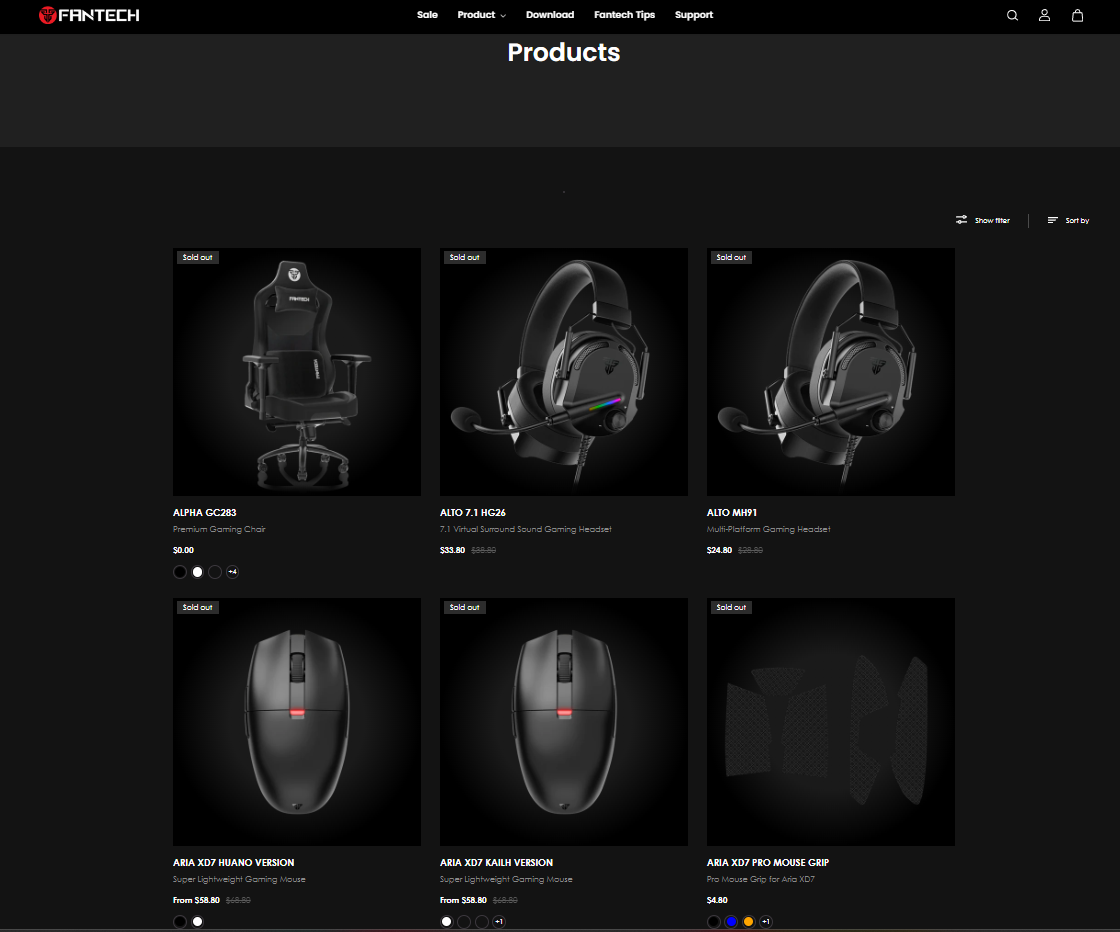 FANTECH
Sale Product Download Fantech Tips Support
Products
Show filter Sort by
Sold out Sold out Sold out
FANTECH
ALPHA GC283 ALTO 7.1 HG26 ALTO MH91
Premium Gaming Chair 7.1 Virtual Surround Sound Gaming Headset Multi-Platform Gaming Headset
$0.00 $33.80 $38.80 $24.80 $28.80
+4
Sold out Sold out Sold out
ARIA XD7 HUANO VERSION ARIA XD7 KAILH VERSION ARIA XD7 PRO MOUSE GRIP
Super Lightweight Gaming Mouse Super Lightweight Gaming Mouse Pro Mouse Grip for Aria XD7
From $58.80 $68.80 From $58.80 $68.80 $4.80
+1 +1